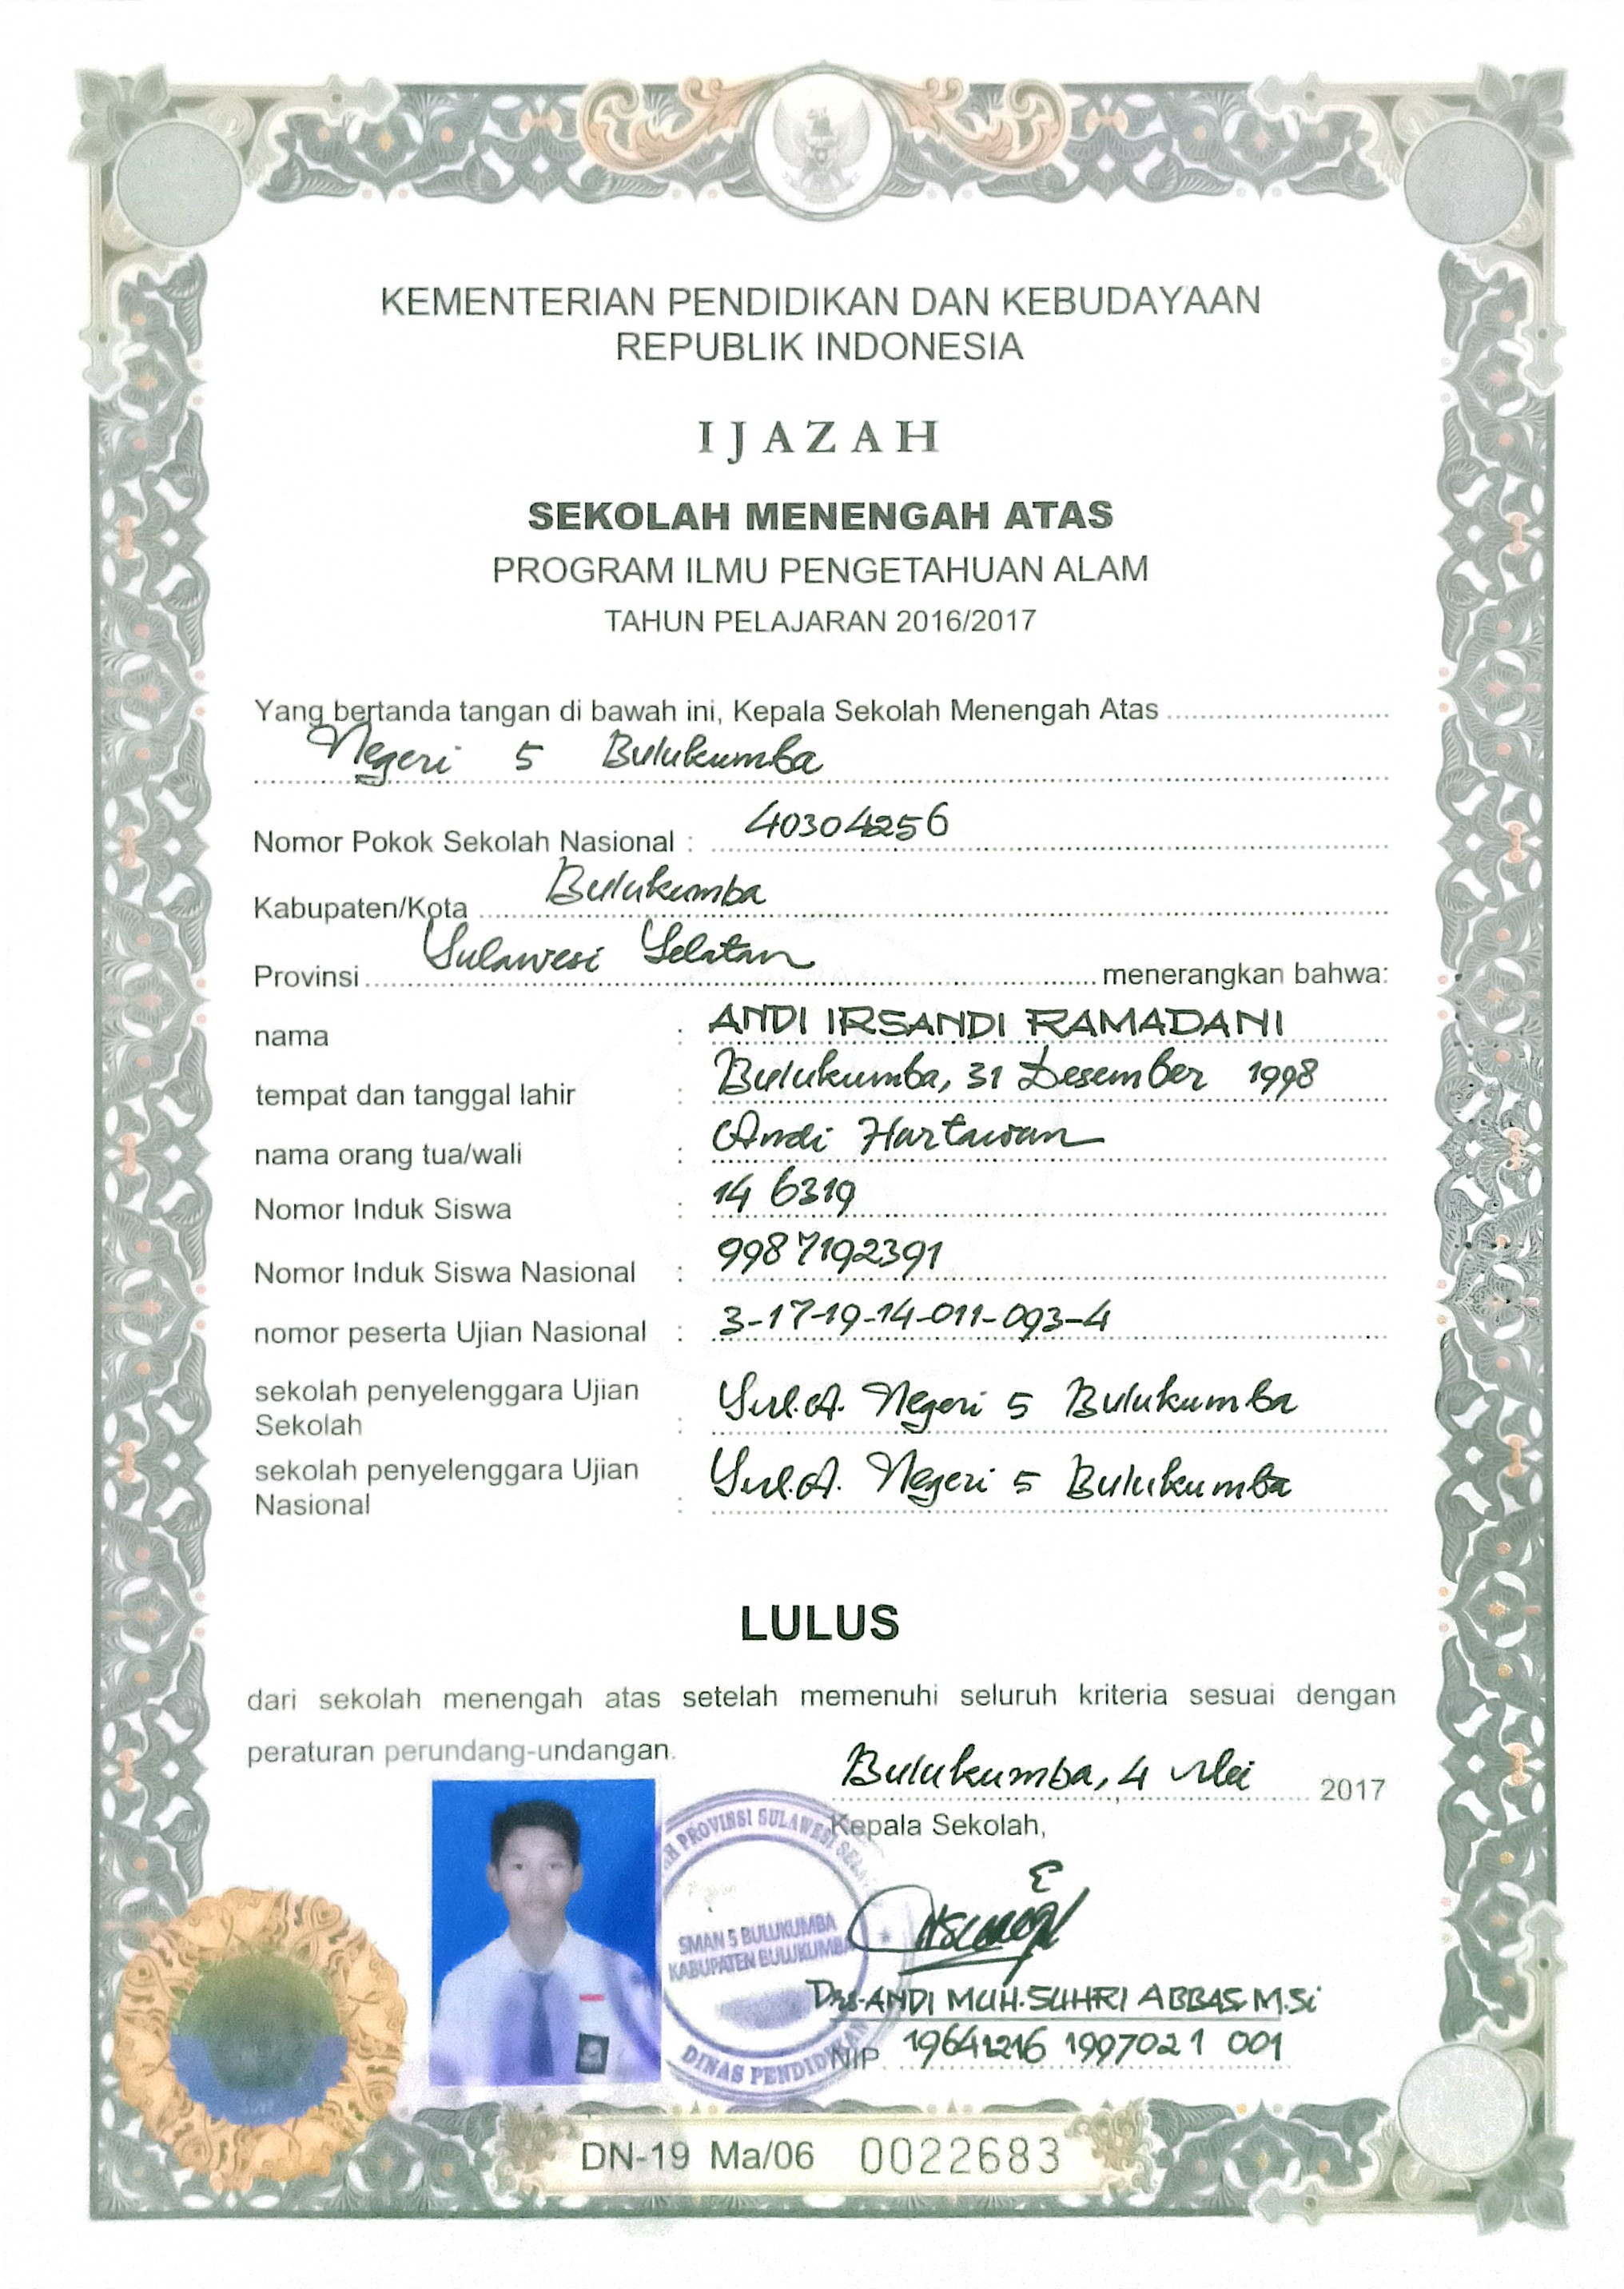 KEMENTERIAN PENDIDIKAN DAN KEBUDAYAAN
REPUBLIK INDONESIA
IJAZAH
SEKOLAH MENENGAH ATAS
PROGRAM ILMU PENGETAHUAN ALAM
TAHUN PELAJARAN 2016/2017
Yang bertanda tangan di bawah ini, Kepala Sekolah Menengah Atas
Negeri 5 Bulukumba
Nomor Pokok Sekolah Nasional : 40304256
Kabupaten/Kota Bulukumba
Provinsi Sulawesi Selatan menerangkan bahwa:
nama : ANDI IRSANDI RAMADANI
tempat dan tanggal lahir : Bulukumba, 31 Desember 1998
nama orang tua/wali : Andi Hartawan
Nomor Induk Siswa : 14 6319
Nomor Induk Siswa Nasional : 9987192391
nomor peserta Ujian Nasional : 3-17-19-14-011-093-4
sekolah penyelenggara Ujian
Sekolah : S.M.A. Negeri 5 Bulukumba
sekolah penyelenggara Ujian
Nasional : S.M.A. Negeri 5 Bulukumba
LULUS
dari sekolah menengah atas setelah memenuhi seluruh kriteria sesuai dengan
peraturan perundang-undangan.
Bulukumba, 4 Mei 2017
Kepala Sekolah,
PROVINSI SULAWESI
SMAN 5 BULUKUMBA
KABUPATEN BULUKUMBA
DINAS PENDIDIKAN
Drs. ANDI MUH. SUHRI ABBAS. M.Si
NIP 19641216 199702 1 001
DN-19 Ma/06 0022683